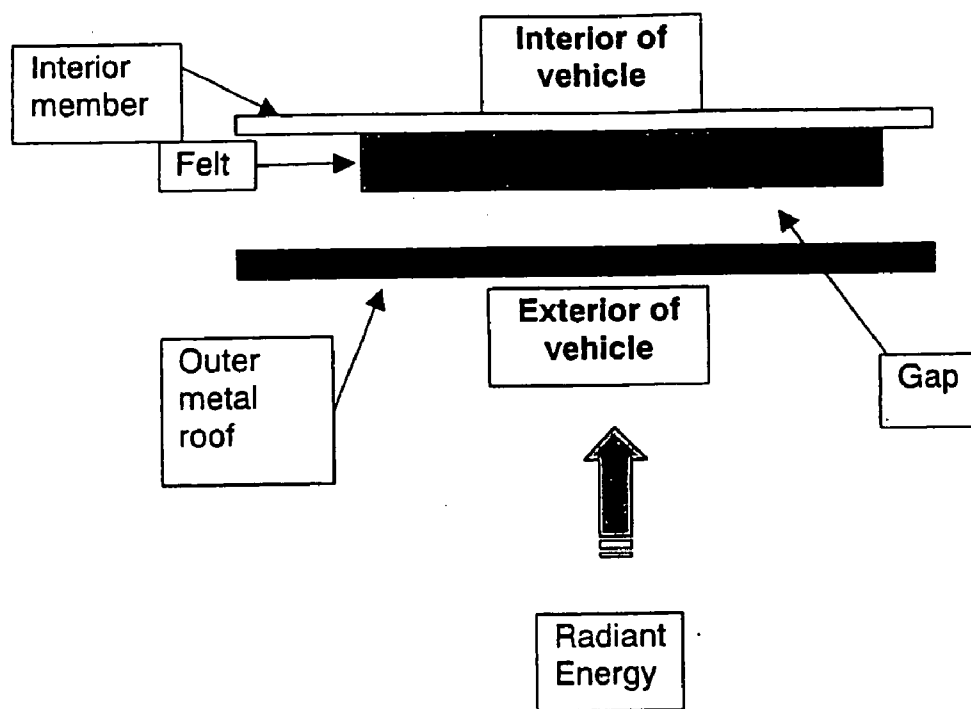 Interior of
vehicle
Interior
member
Felt
Exterior of
vehicle
Outer
metal
roof
Gap
Radiant
Energy